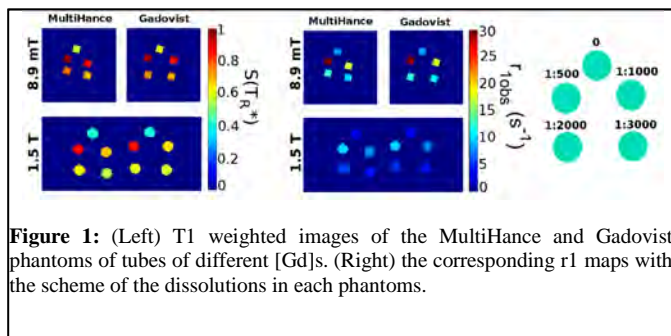 MultiHance Gadovist
8.9 mT
1.5 T
1
0.8
0.6
0.4
0.2
0
S(T_R*)
MultiHance Gadovist
8.9 mT
1.5 T
30
25
20
15
10
5
0
r_1obs (S^-1)
0
1:500 1:1000
1:2000 1:3000
Figure 1: (Left) T1 weighted images of the MultiHance and Gadovist
phantoms of tubes of different [Gd]s. (Right) the corresponding r1 maps with
the scheme of the dissolutions in each phantoms.